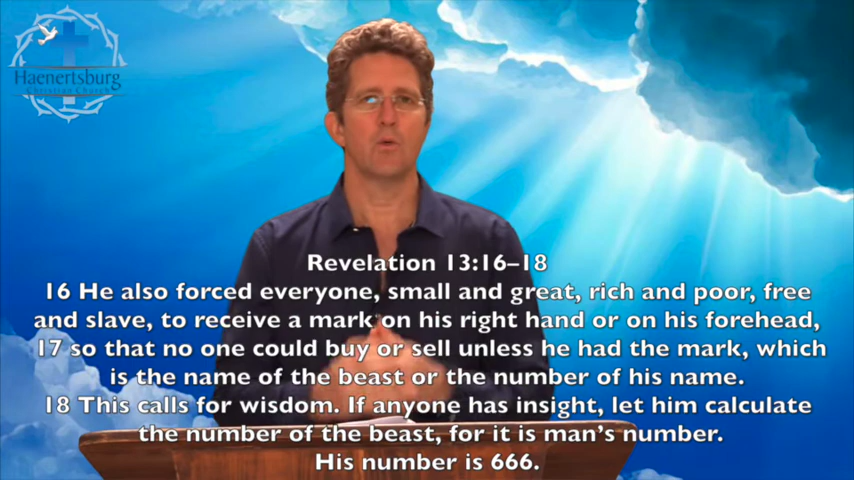 Haenertsburg
Christian Church
Revelation 13:16–18
16 He also forced everyone, small and great, rich and poor, free
and slave, to receive a mark on his right hand or on his forehead,
17 so that no one could buy or sell unless he had the mark, which
is the name of the beast or the number of his name.
18 This calls for wisdom. If anyone has insight, let him calculate
the number of the beast, for it is man’s number.
His number is 666.